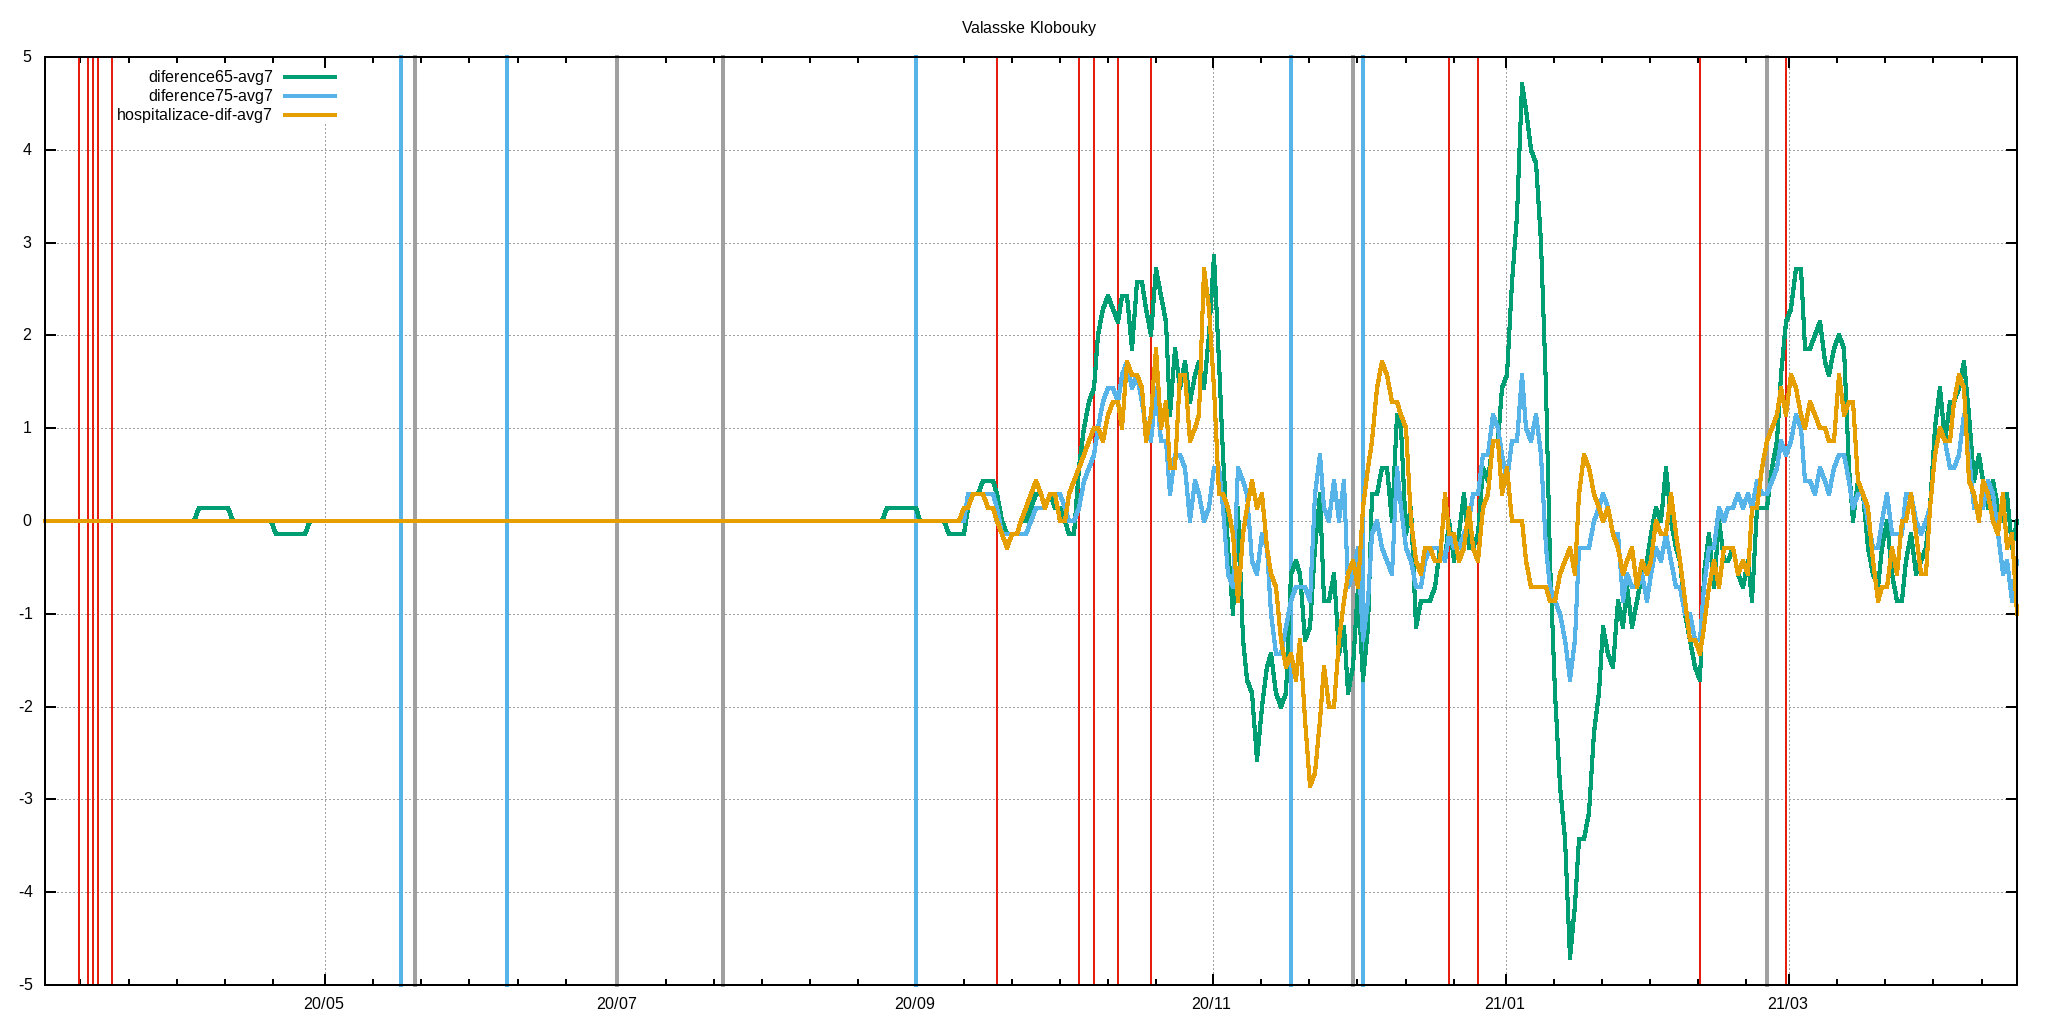 Valasske Klobouky
5
diference65-avg7
diference75-avg7
hospitalizace-dif-avg7
4
3
2
1
0
-1
-2
-3
-4
-5
20/05 20/07 20/09 20/11 21/01 21/03